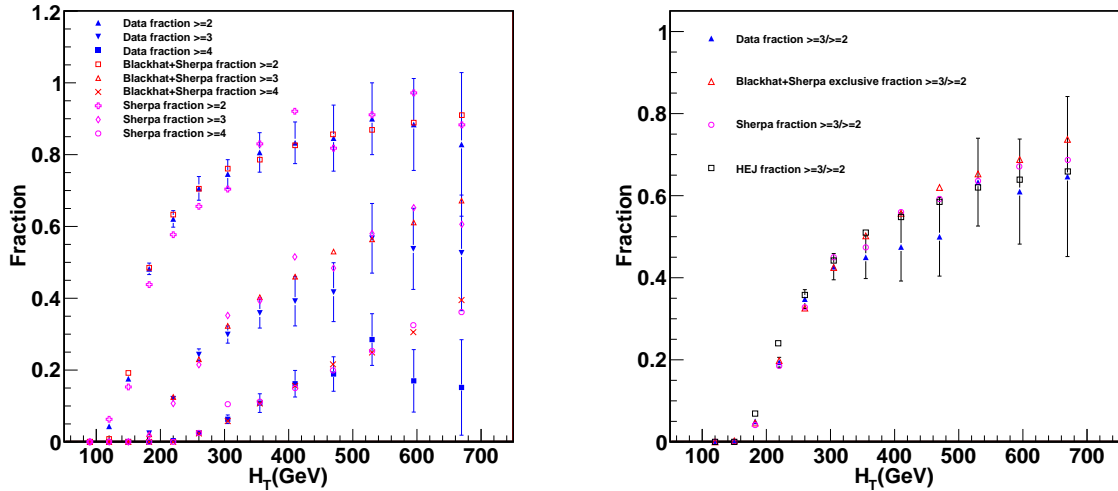 1.2
1
0.8
0.6
0.4
0.2
0
Fraction
Data fraction >=2
Data fraction >=3
Data fraction >=4
Blackhat+Sherpa fraction >=2
Blackhat+Sherpa fraction >=3
Blackhat+Sherpa fraction >=4
Sherpa fraction >=2
Sherpa fraction >=3
Sherpa fraction >=4
100 200 300 400 500 600 700
H_T(GeV)
1
0.8
0.6
0.4
0.2
0
Fraction
Data fraction >=3/>=2
Blackhat+Sherpa exclusive fraction >=3/>=2
Sherpa fraction >=3/>=2
HEJ fraction >=3/>=2
100 200 300 400 500 600 700
H_T(GeV)